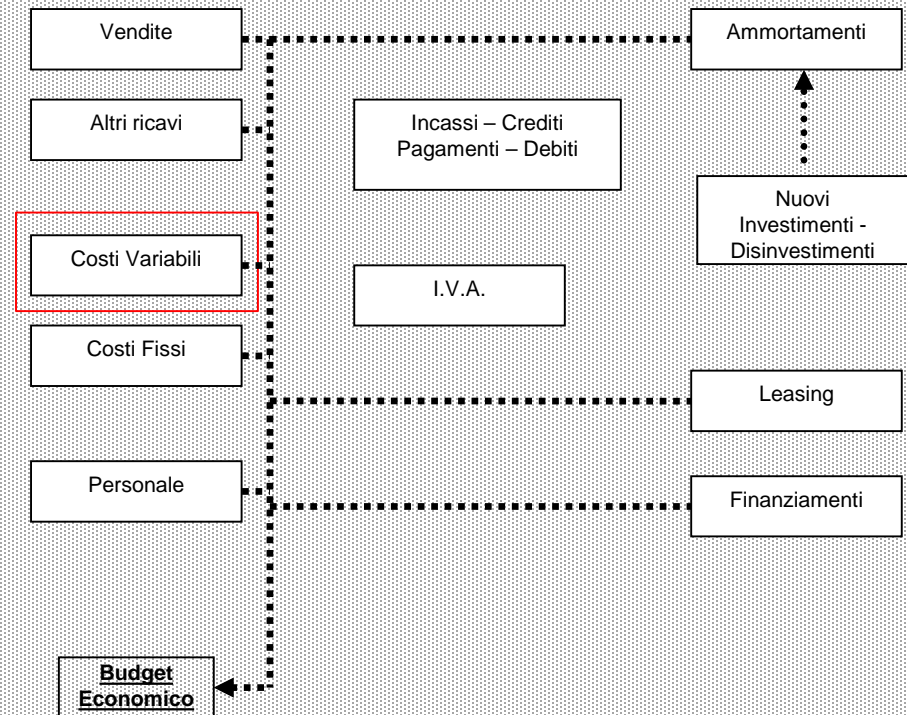 Vendite
Ammortamenti
Altri ricavi
Incassi – Crediti
Pagamenti – Debiti
Nuovi
Investimenti -
Disinvestimenti
Costi Variabili
I.V.A.
Costi Fissi
Leasing
Personale
Finanziamenti
Budget
Economico